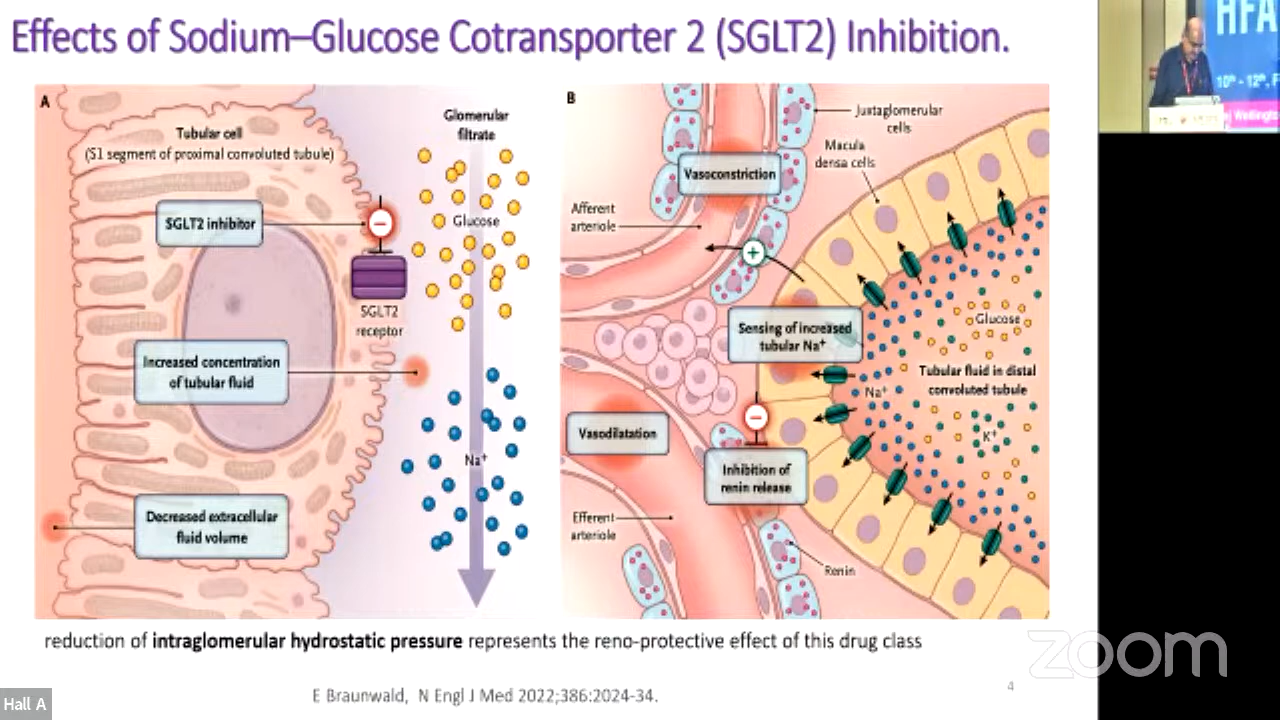 Effects of Sodium–Glucose Cotransporter 2 (SGLT2) Inhibition.
A
Tubular cell
(S1 segment of proximal convoluted tubule)
Glomerular
filtrate
SGLT2 inhibitor
Glucose
SGLT2
receptor
Increased concentration
of tubular fluid
Na+
Decreased extracellular
fluid volume
B
Juxtaglomerular
cells
Macula
densa cells
Vasoconstriction
Afferent
arteriole
Sensing of increased
tubular Na+
Glucose
Tubular fluid in distal
convoluted tubule
Na+
K+
Vasodilatation
Inhibition of
renin release
Efferent
arteriole
Renin
reduction of intraglomerular hydrostatic pressure represents the reno-protective effect of this drug class
E Braunwald, N Engl J Med 2022;386:2024-34.
4
Hall A
zoom
HFA
10th - 12th, F